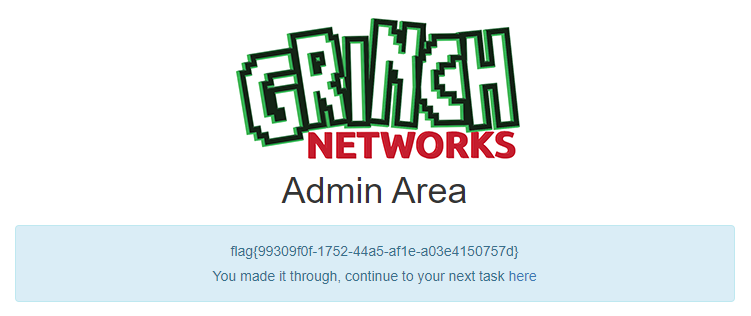 GRINCH
NETWORKS
Admin Area
flag{99309f0f-1752-44a5-af1e-a03e4150757d}
You made it through, continue to your next task here